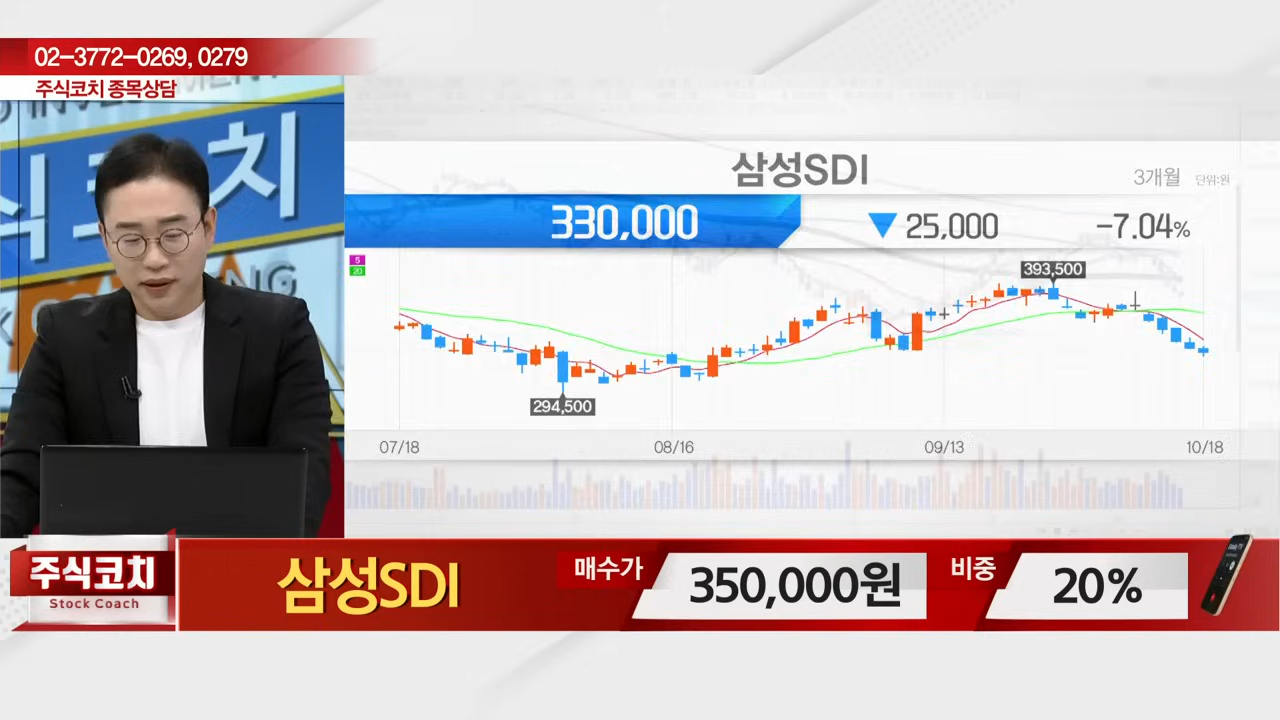 02-3772-0269, 0279
주식코치 종목상담
삼성SDI
3개월 단위:원
330,000
▼ 25,000
-7.04%
5
20
393,500
294,500
07/18
08/16
09/13
10/18
주식코치
Stock Coach
삼성SDI
매수가
350,000원
비중
20%